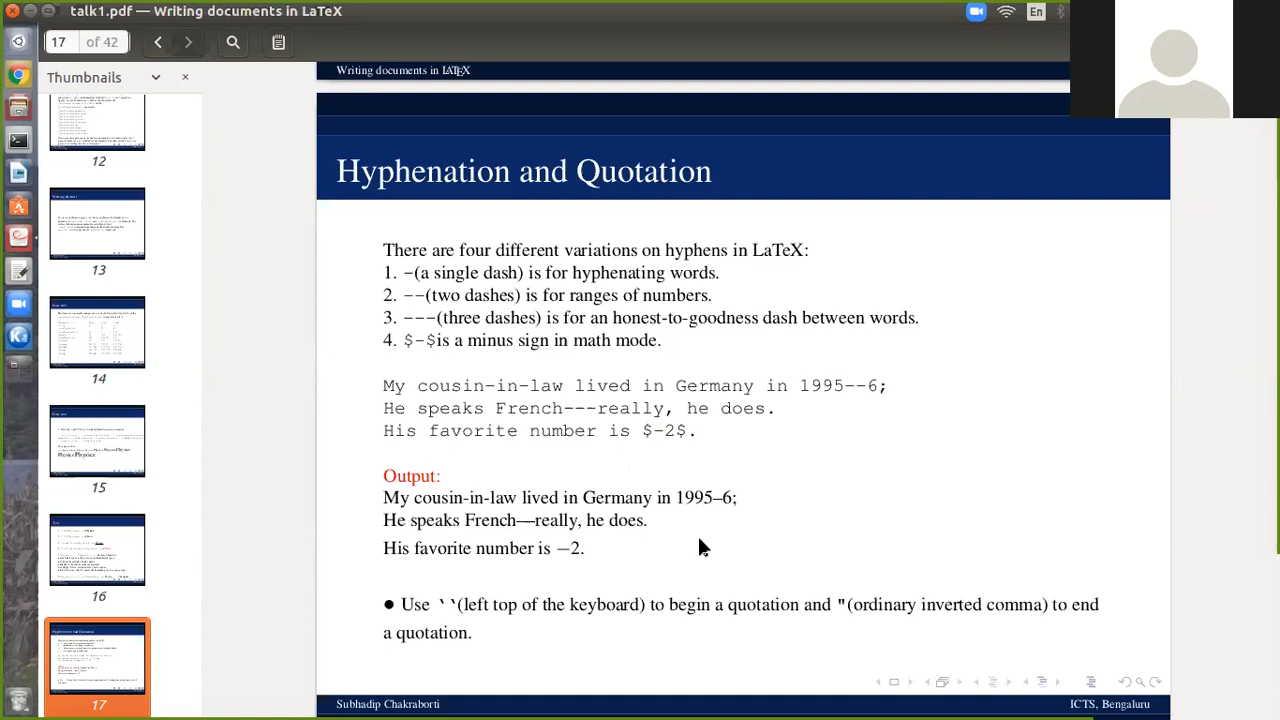 talk1.pdf — Writing documents in LaTeX
En
17 of 42
Thumbnails
12
13
14
15
16
17
Writing documents in LATEX
Hyphenation and Quotation
There are four different variations on hyphens in LaTeX:
1. -(a single dash) is for hyphenating words.
2. --(two dashes) is for ranges of numbers.
3. ---(three dashes) is for an honest-to-goodness dash between words.
4. $-$is a minus sign in math mode.
My cousin-in-law lived in Germany in 1995--6;
He speaks French---really, he does.
His favorite number is $-2$.
Output:
My cousin-in-law lived in Germany in 1995–6;
He speaks French—really, he does.
His favorite number is −2.
● Use ``(left top of the keyboard) to begin a quotation and "(ordinary inverted comma) to end
a quotation.
Subhadip Chakraborti
ICTS, Bengaluru